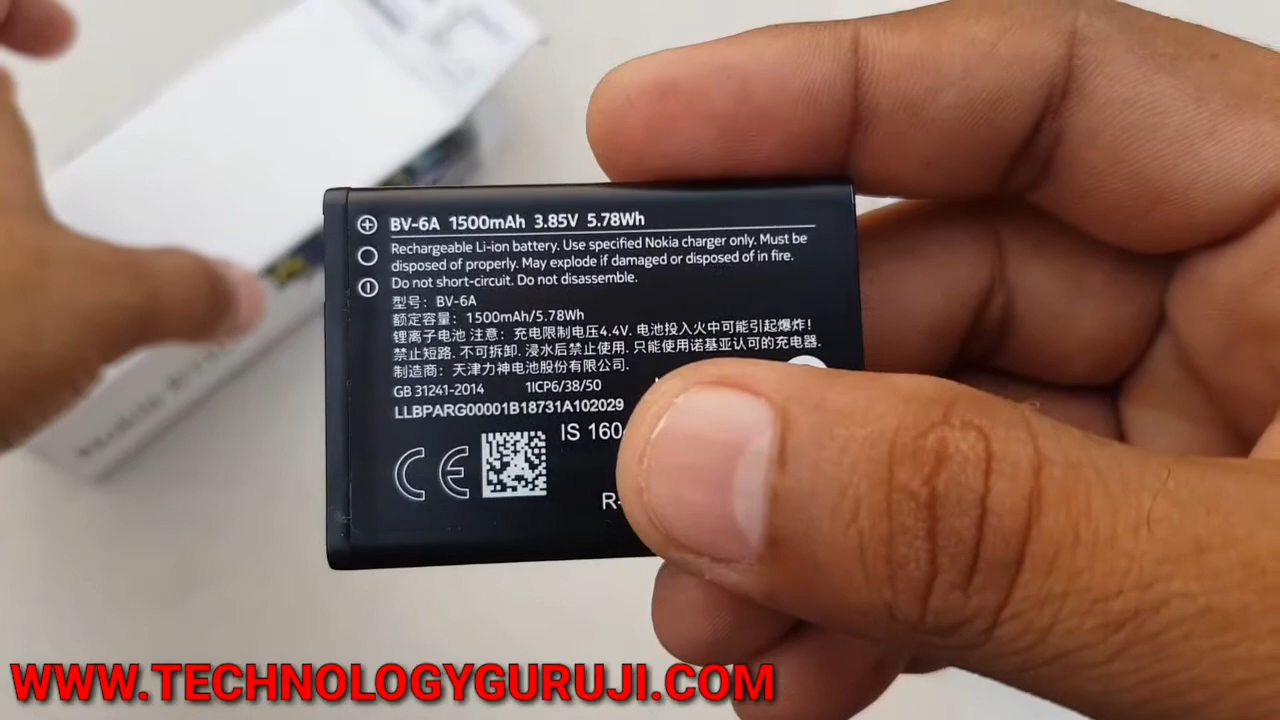 BV-6A 1500mAh 3.85V 5.78Wh
Rechargeable Li-ion battery. Use specified Nokia charger only. Must be
disposed of properly. May explode if damaged or disposed of in fire.
Do not short-circuit. Do not disassemble.
型号: BV-6A
额定容量: 1500mAh/5.78Wh
锂离子电池 注意: 充电限制电压4.4V. 电池投入火中可能引起爆炸!
禁止短路. 不可拆卸. 浸水后禁止使用. 只能使用诺基亚认可的充电器.
制造商: 天津力神电池股份有限公司.
GB 31241-2014 1ICP6/38/50
LLBPARG00001B18731A102029
IS 160
CE
R-
WWW.TECHNOLOGYGURUJI.COM